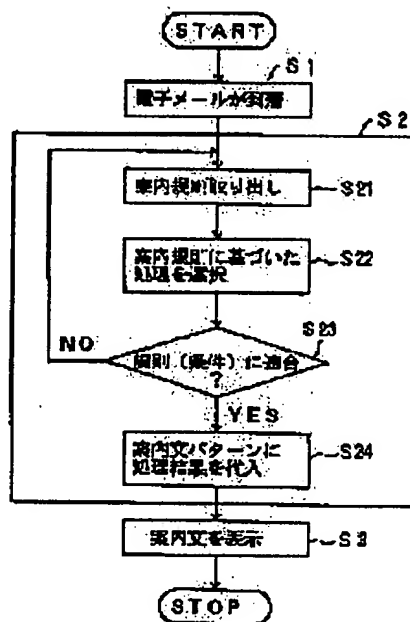 START
S1
電子メールが到着
S2
案内規則取り出し
S21
案内規則に基づいた
処理を選択
S22
S23
規則(条件)に適合
?
NO
YES
案内文パターンに
処理結果を代入
S24
案内文を表示
S3
STOP